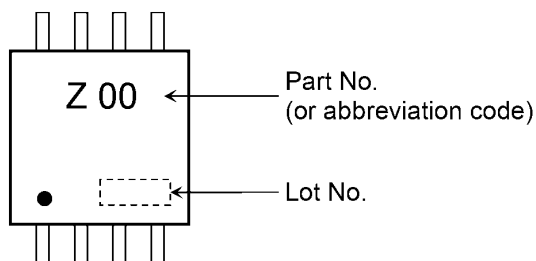 Z 00
Part No.
(or abbreviation code)
Lot No.